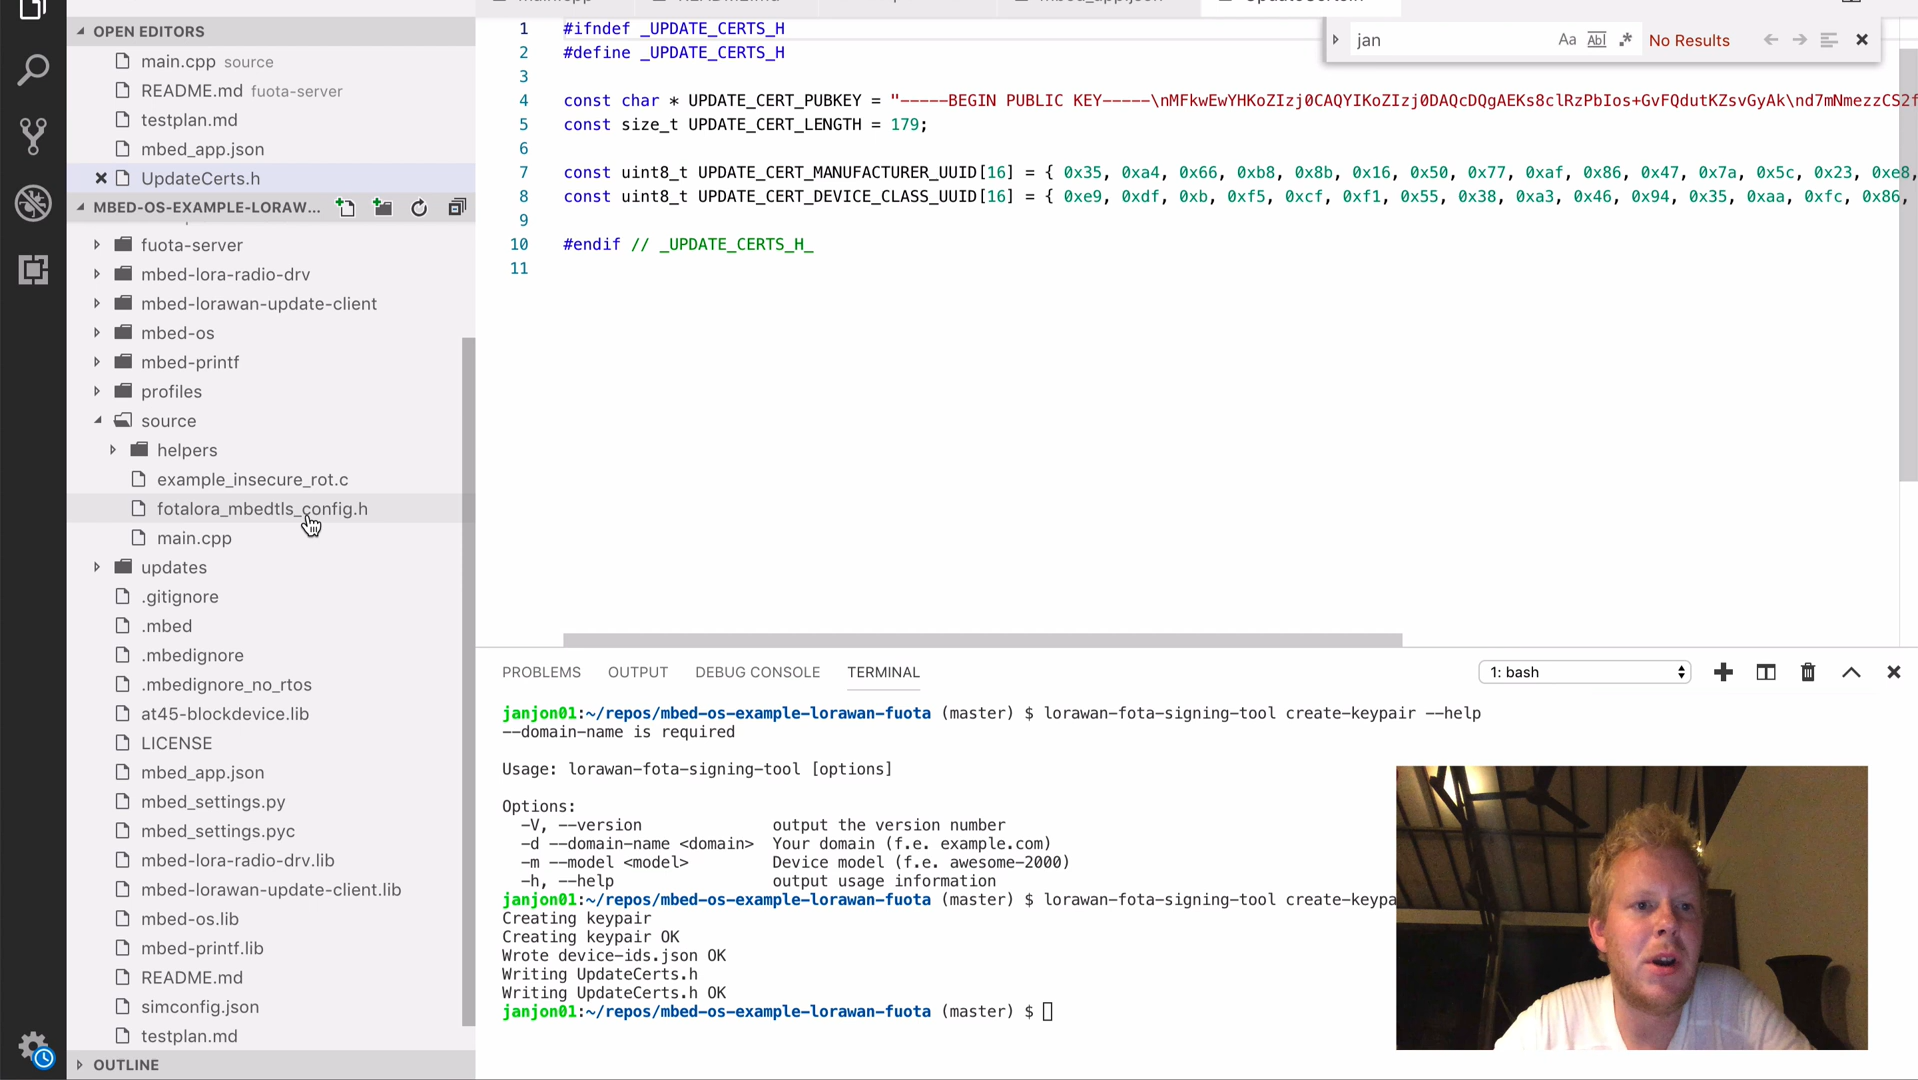 OPEN EDITORS
main.cpp source
README.md fuota-server
testplan.md
mbed_app.json
UpdateCerts.h
MBED-OS-EXAMPLE-LORAW...
fuota-server
mbed-lora-radio-drv
mbed-lorawan-update-client
mbed-os
mbed-printf
profiles
source
helpers
example_insecure_rot.c
fotalora_mbedtls_config.h
main.cpp
updates
.gitignore
.mbed
.mbedignore
.mbedignore_no_rtos
at45-blockdevice.lib
LICENSE
mbed_app.json
mbed_settings.py
mbed_settings.pyc
mbed-lora-radio-drv.lib
mbed-lorawan-update-client.lib
mbed-os.lib
mbed-printf.lib
README.md
simconfig.json
testplan.md
OUTLINE
jan Aa Abl .* No Results
1 #ifndef _UPDATE_CERTS_H
2 #define _UPDATE_CERTS_H
3
4 const char * UPDATE_CERT_PUBKEY = "-----BEGIN PUBLIC KEY-----\nMFkwEwYHKoZIzj0CAQYIKoZIzj0DAQcDQgAEKs8clRzPbIos+GvFQdutKZsvGyAk\nd7mNmezzCS2f
5 const size_t UPDATE_CERT_LENGTH = 179;
6
7 const uint8_t UPDATE_CERT_MANUFACTURER_UUID[16] = { 0x35, 0xa4, 0x66, 0xb8, 0x8b, 0x16, 0x50, 0x77, 0xaf, 0x86, 0x47, 0x7a, 0x5c, 0x23, 0xe8,
8 const uint8_t UPDATE_CERT_DEVICE_CLASS_UUID[16] = { 0xe9, 0xdf, 0xb, 0xf5, 0xcf, 0xf1, 0x55, 0x38, 0xa3, 0x46, 0x94, 0x35, 0xaa, 0xfc, 0x86,
9
10 #endif // _UPDATE_CERTS_H_
11
PROBLEMS OUTPUT DEBUG CONSOLE TERMINAL 1: bash
janjon01:~/repos/mbed-os-example-lorawan-fuota (master) $ lorawan-fota-signing-tool create-keypair --help
--domain-name is required
Usage: lorawan-fota-signing-tool [options]
Options:
-V, --version output the version number
-d --domain-name <domain> Your domain (f.e. example.com)
-m --model <model> Device model (f.e. awesome-2000)
-h, --help output usage information
janjon01:~/repos/mbed-os-example-lorawan-fuota (master) $ lorawan-fota-signing-tool create-keypa
Creating keypair
Creating keypair OK
Wrote device-ids.json OK
Writing UpdateCerts.h
Writing UpdateCerts.h OK
janjon01:~/repos/mbed-os-example-lorawan-fuota (master) $